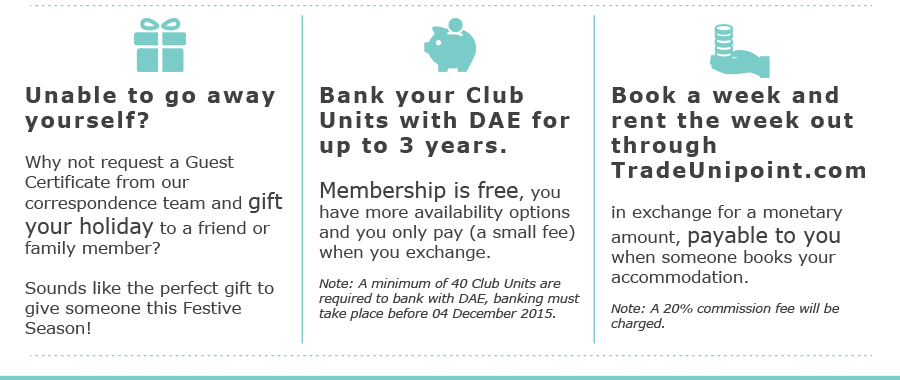 Unable to go away
yourself?
Why not request a Guest
Certificate from our
correspondence team and gift
your holiday to a friend or
family member?
Sounds like the perfect gift to
give someone this Festive
Season!
Bank your Club
Units with DAE for
up to 3 years.
Membership is free, you
have more availability options
and you only pay (a small fee)
when you exchange.
Note: A minimum of 40 Club Units are
required to bank with DAE, banking must
take place before 04 December 2015.
Book a week and
rent the week out
through
TradeUnipoint.com
in exchange for a monetary
amount, payable to you
when someone books your
accommodation.
Note: A 20% commission fee will be
charged.